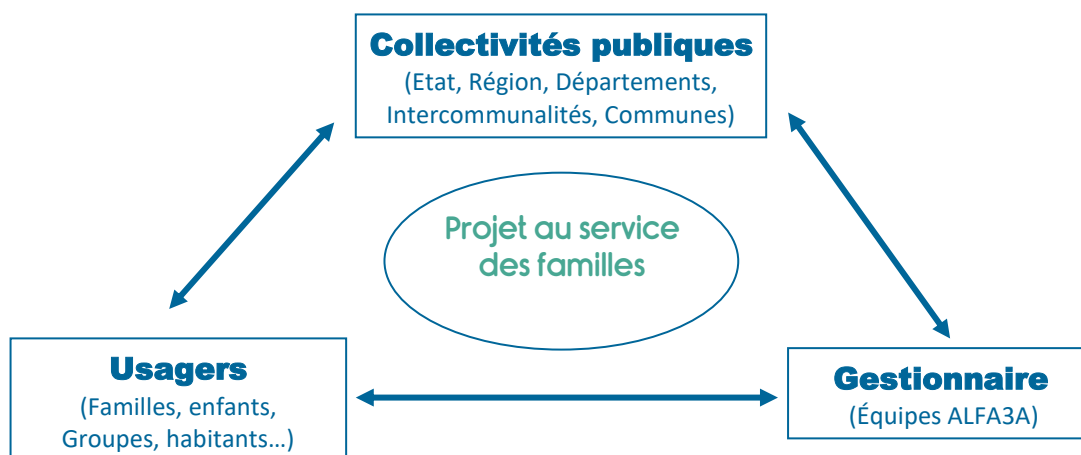 Collectivités publiques
(Etat, Région, Départements,
Intercommunalités, Communes)
Projet au service
des familles
Usagers
(Familles, enfants,
Groupes, habitants…)
Gestionnaire
(Équipes ALFA3A)